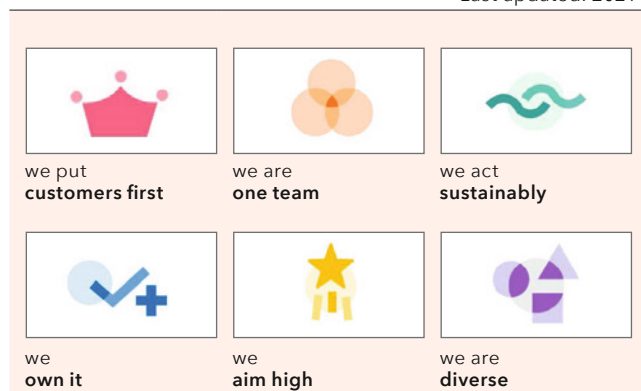 we put
customers first
we are
one team
we act
sustainably
we
own it
we
aim high
we are
diverse